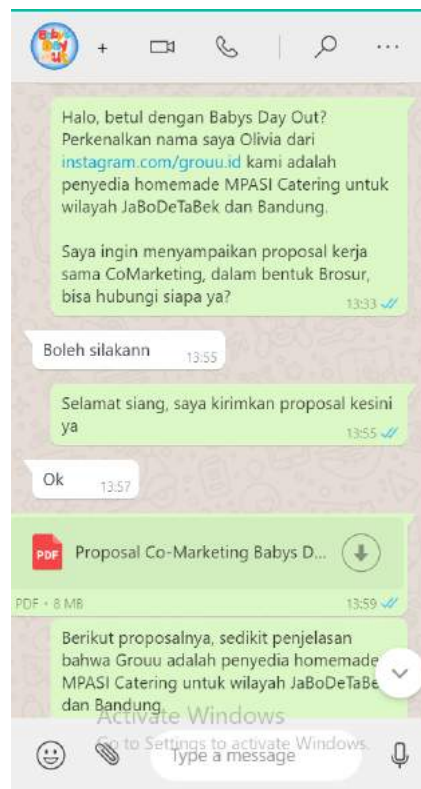 Halo, betul dengan Babys Day Out?
Perkenalkan nama saya Olivia dari
instagram.com/grouu.id kami adalah
penyedia homemade MPASI Catering untuk
wilayah JaBoDeTaBek dan Bandung.
Saya ingin menyampaikan proposal kerja
sama CoMarketing, dalam bentuk Brosur,
bisa hubungi siapa ya?
13:33
Boleh silakann
13:55
Selamat siang, saya kirimkan proposal kesini
ya
13:55
Ok
13:57
PDF
Proposal Co-Marketing Babys D...
PDF • 8 MB
13:59
Berikut proposalnya, sedikit penjelasan
bahwa Grouu adalah penyedia homemade
MPASI Catering untuk wilayah JaBoDeTaBe
dan Bandung.
Activate Windows
Go to Settings to activate Windows.
Type a message